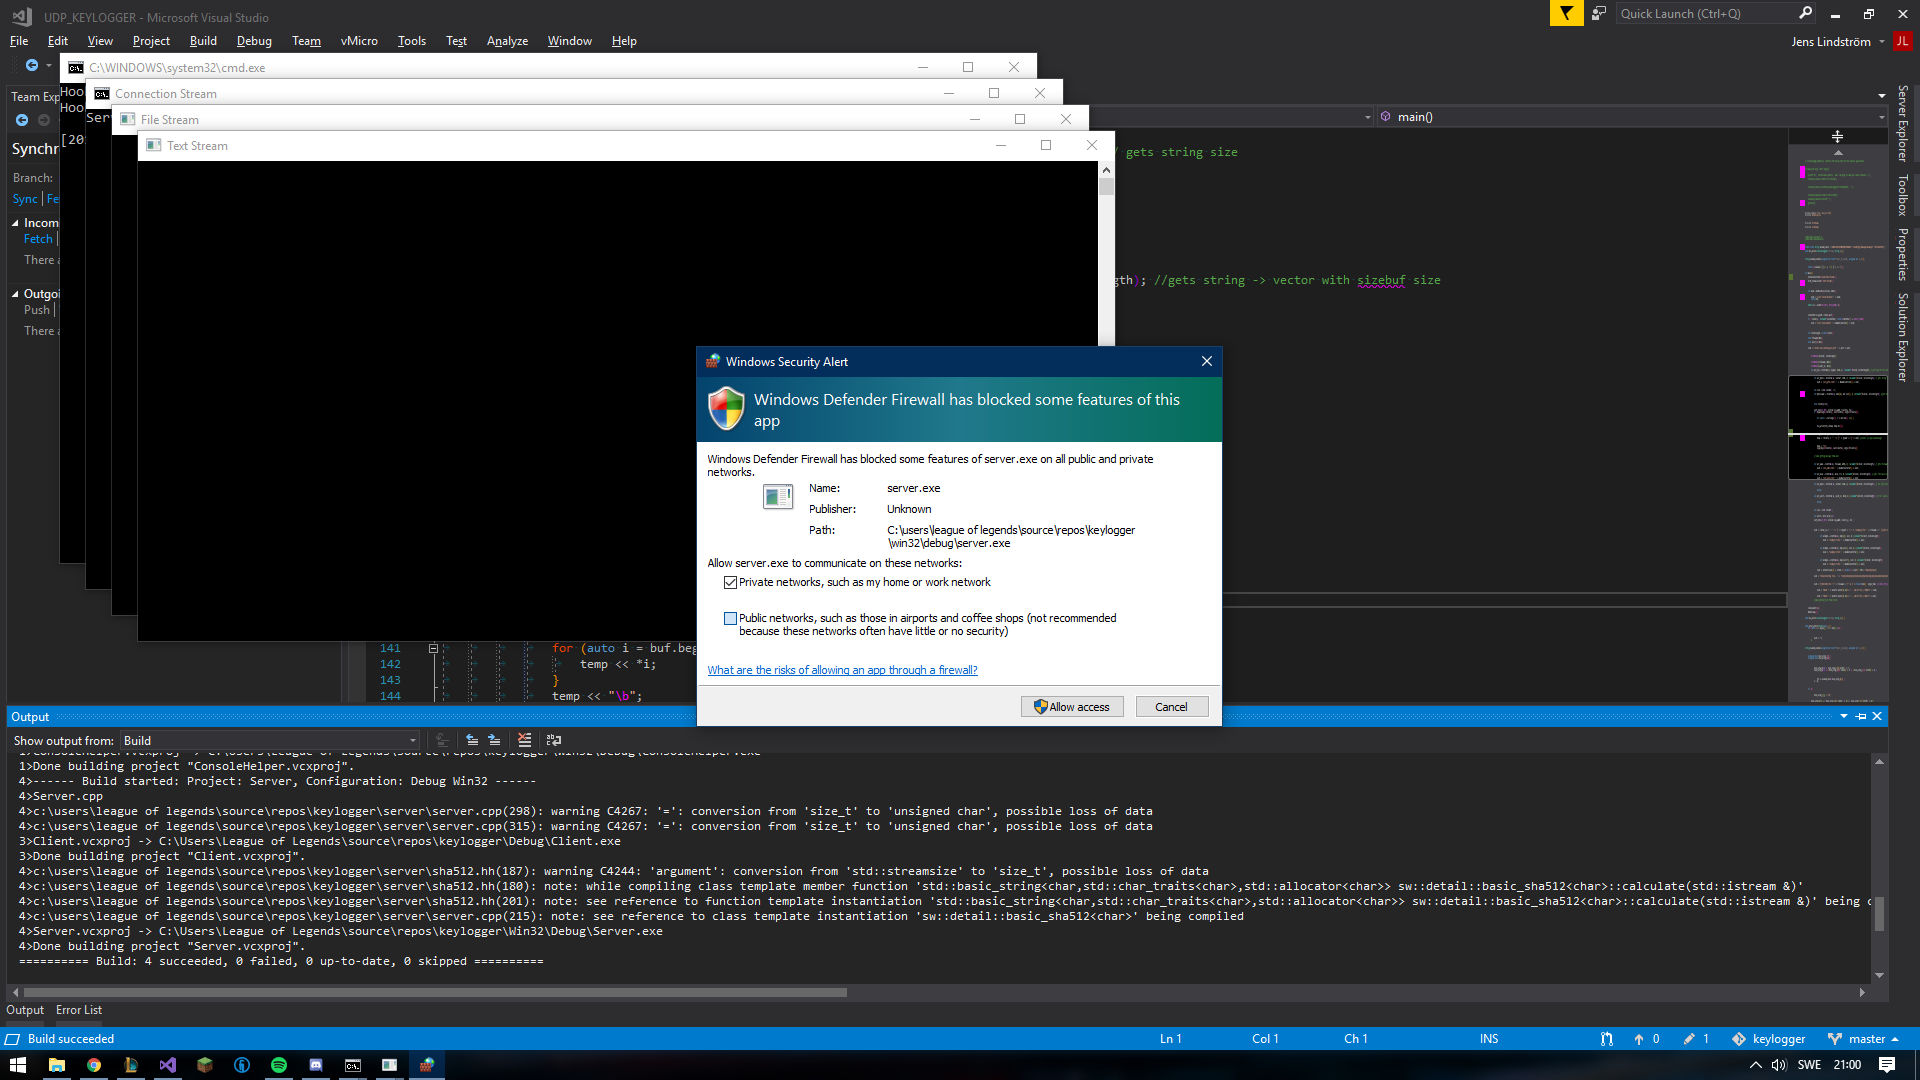 UDP_KEYLOGGER - Microsoft Visual Studio
Quick Launch (Ctrl+Q)
File Edit View Project Build Debug Team vMicro Tools Test Analyze Window Help
Jens Lindström JL
C:\WINDOWS\system32\cmd.exe
Team Exp
Hoo
Connection Stream
Hoo
Ser
File Stream
main()
[20
Text Stream
Synchr
gets string size
Branch:
Sync Fe
Incom
Fetch
There a
Outgoi
Push
There a
gth); //gets string -> vector with sizebuf size
Server Explorer
Toolbox
Properties
Solution Explorer
Windows Security Alert
Windows Defender Firewall has blocked some features of this
app
Windows Defender Firewall has blocked some features of server.exe on all public and private
networks.
Name: server.exe
Publisher: Unknown
Path: C:\users\league of legends\source\repos\keylogger
\win32\debug\server.exe
Allow server.exe to communicate on these networks:
Private networks, such as my home or work network
Public networks, such as those in airports and coffee shops (not recommended
because these networks often have little or no security)
What are the risks of allowing an app through a firewall?
Allow access Cancel
141 for (auto i = buf.beg
142 temp << *i;
143 }
144 temp << "\b";
Output
Show output from: Build
1>ConsoleHelper.vcxproj -> C:\Users\League of Legends\source\repos\keylogger\Win32\Debug\ConsoleHelper.exe
1>Done building project "ConsoleHelper.vcxproj".
4>------ Build started: Project: Server, Configuration: Debug Win32 ------
4>Server.cpp
4>c:\users\league of legends\source\repos\keylogger\server\server.cpp(298): warning C4267: '=': conversion from 'size_t' to 'unsigned char', possible loss of data
4>c:\users\league of legends\source\repos\keylogger\server\server.cpp(315): warning C4267: '=': conversion from 'size_t' to 'unsigned char', possible loss of data
3>Client.vcxproj -> C:\Users\League of Legends\source\repos\keylogger\Debug\Client.exe
3>Done building project "Client.vcxproj".
4>c:\users\league of legends\source\repos\keylogger\server\sha512.hh(187): warning C4244: 'argument': conversion from 'std::streamsize' to 'size_t', possible loss of data
4>c:\users\league of legends\source\repos\keylogger\server\sha512.hh(180): note: while compiling class template member function 'std::basic_string<char,std::char_traits<char>,std::allocator<char>> sw::detail::basic_sha512<char>::calculate(std::istream &)'
4>c:\users\league of legends\source\repos\keylogger\server\sha512.hh(201): note: see reference to function template instantiation 'std::basic_string<char,std::char_traits<char>,std::allocator<char>> sw::detail::basic_sha512<char>::calculate(std::istream &)' being c
4>c:\users\league of legends\source\repos\keylogger\server\server.cpp(215): note: see reference to class template instantiation 'sw::detail::basic_sha512<char>' being compiled
4>Server.vcxproj -> C:\Users\League of Legends\source\repos\keylogger\Win32\Debug\Server.exe
4>Done building project "Server.vcxproj".
========== Build: 4 succeeded, 0 failed, 0 up-to-date, 0 skipped ==========
Output Error List
Build succeeded Ln 1 Col 1 Ch 1 INS 0 1 keylogger master
SWE 21:00